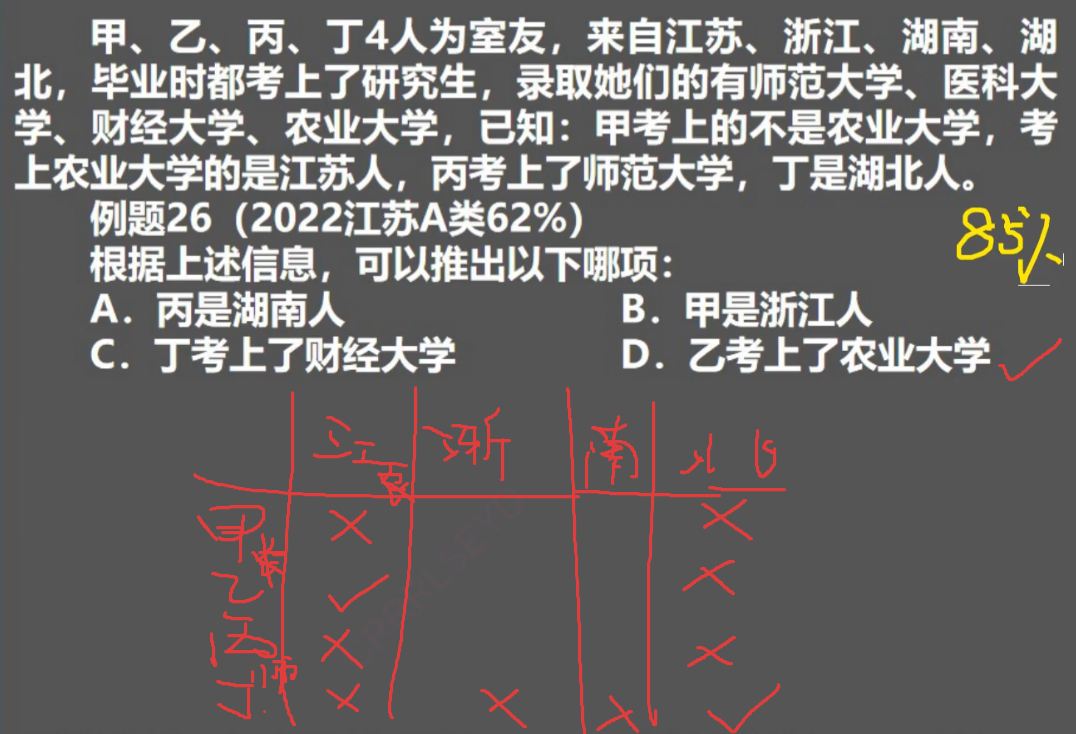 甲、乙、丙、丁4人为室友，来自江苏、浙江、湖南、湖
北，毕业时都考上了研究生，录取她们的有师范大学、医科大
学、财经大学、农业大学，已知：甲考上的不是农业大学，考
上农业大学的是江苏人，丙考上了师范大学，丁是湖北人。
例题26（2022江苏A类62%）
85%
根据上述信息，可以推出以下哪项：
A．丙是湖南人 B．甲是浙江人
C．丁考上了财经大学 D．乙考上了农业大学
江 浙 南 北
农
甲
农
乙
丙
师
丁